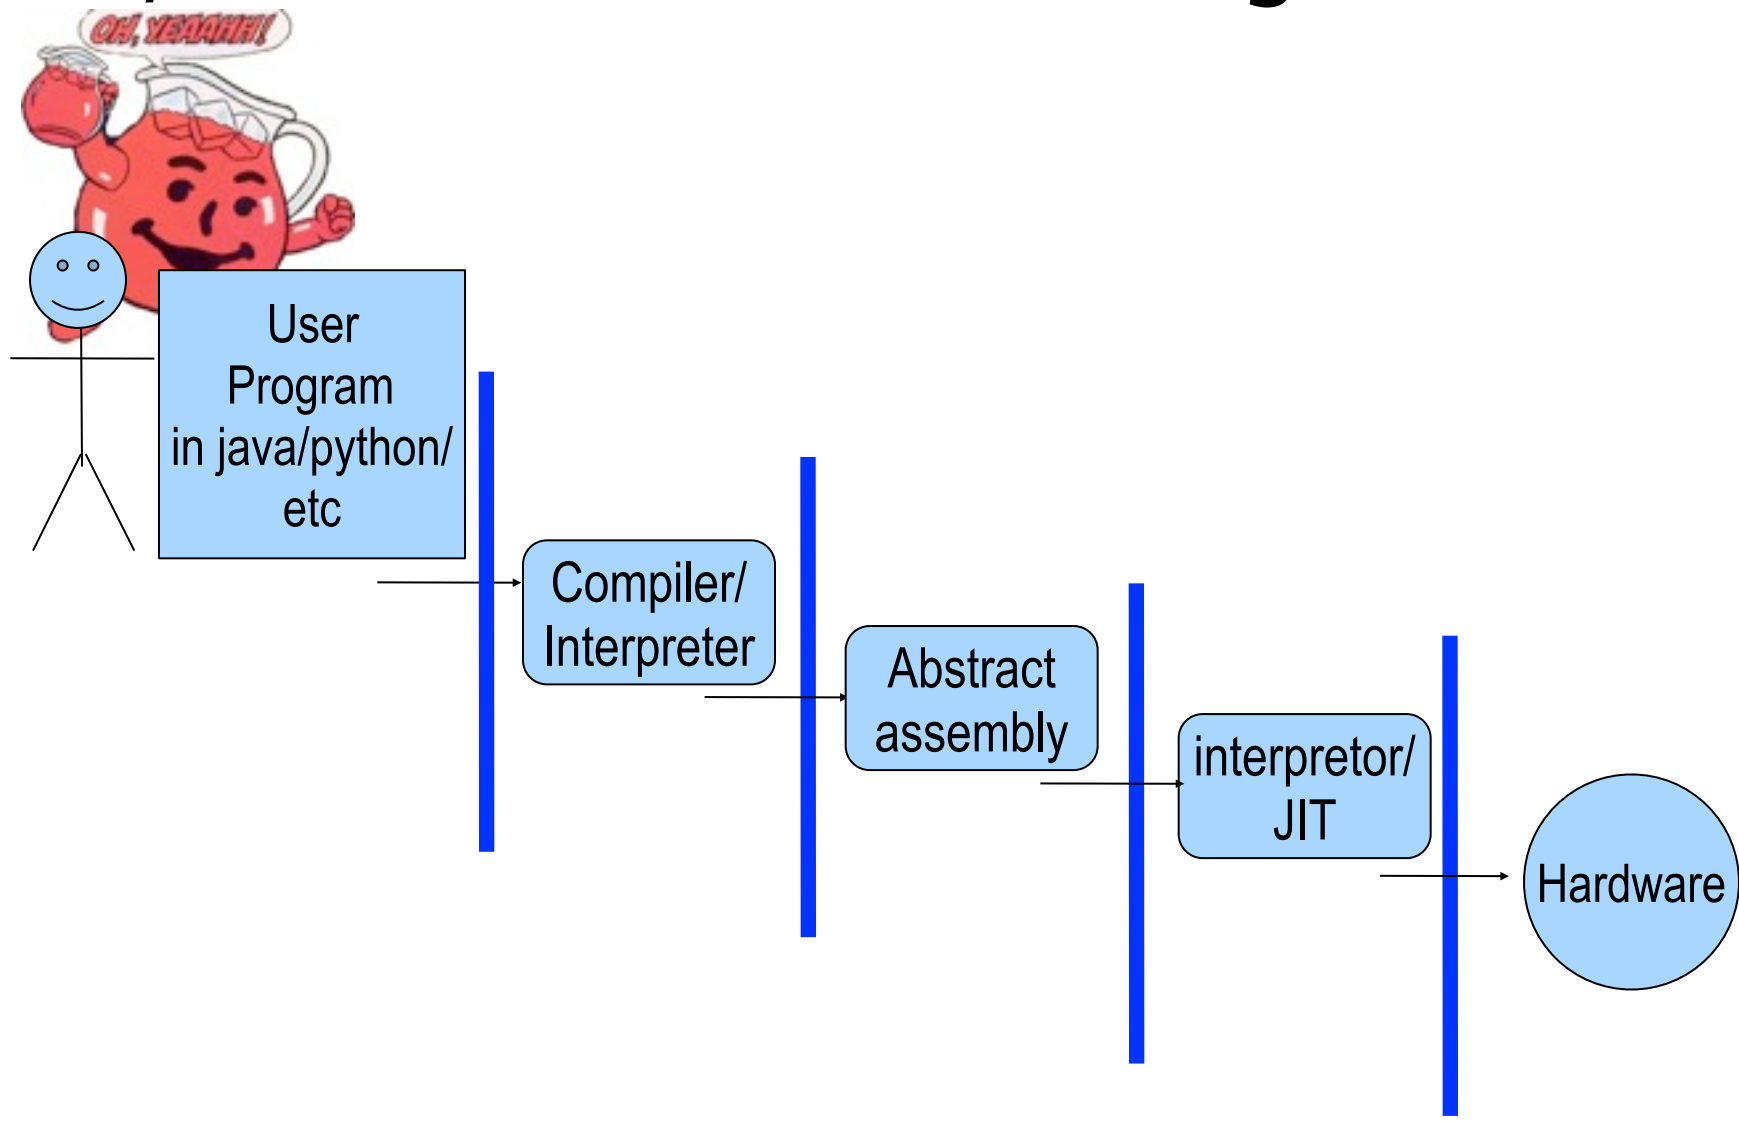 OH, YEAAHH!
User
Program
in java/python/
etc
Compiler/
Interpreter
Abstract
assembly
interpretor/
JIT
Hardware